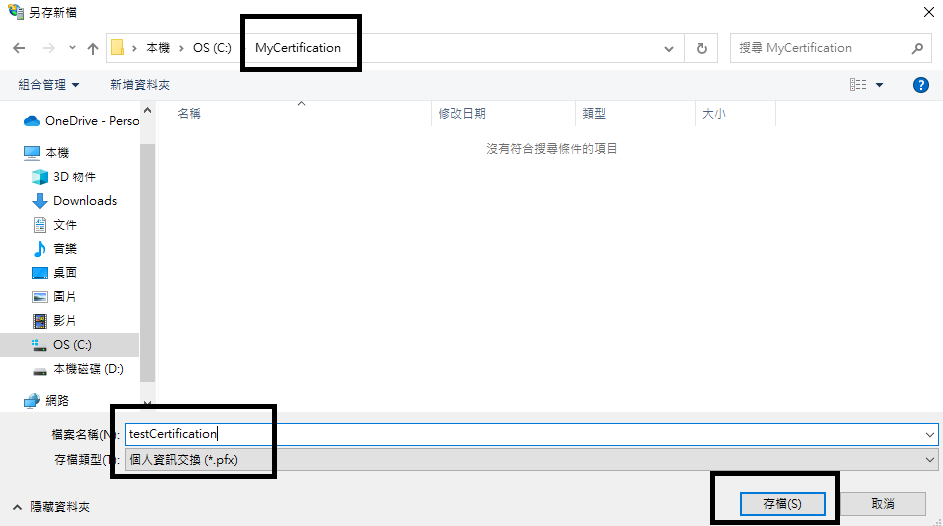 另存新檔
本機 › OS (C:) › MyCertification
搜尋 MyCertification
組合管理
新增資料夾
名稱
修改日期
類型
大小
沒有符合搜尋條件的項目
OneDrive - Perso
本機
3D 物件
Downloads
文件
音樂
桌面
圖片
影片
OS (C:)
本機磁碟 (D:)
網路
檔案名稱(N): testCertification
存檔類型(T): 個人資訊交換 (*.pfx)
隱藏資料夾
存檔(S)
取消